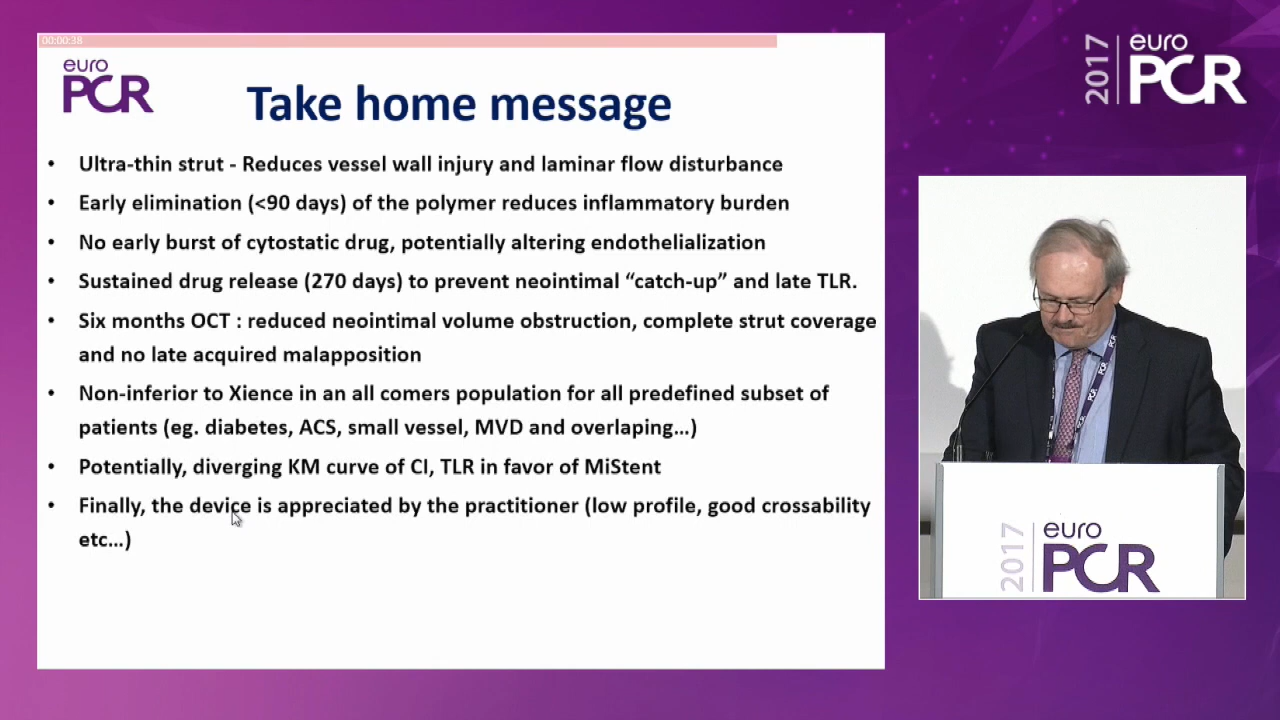 00:00:38
euro
PCR
Take home message
• Ultra-thin strut - Reduces vessel wall injury and laminar flow disturbance
• Early elimination (<90 days) of the polymer reduces inflammatory burden
• No early burst of cytostatic drug, potentially altering endothelialization
• Sustained drug release (270 days) to prevent neointimal “catch-up” and late TLR.
• Six months OCT : reduced neointimal volume obstruction, complete strut coverage
and no late acquired malapposition
• Non-inferior to Xience in an all comers population for all predefined subset of
patients (eg. diabetes, ACS, small vessel, MVD and overlaping…)
• Potentially, diverging KM curve of CI, TLR in favor of MiStent
• Finally, the device is appreciated by the practitioner (low profile, good crossability
etc…)
2017
euro
PCR
2017
euro
PCR